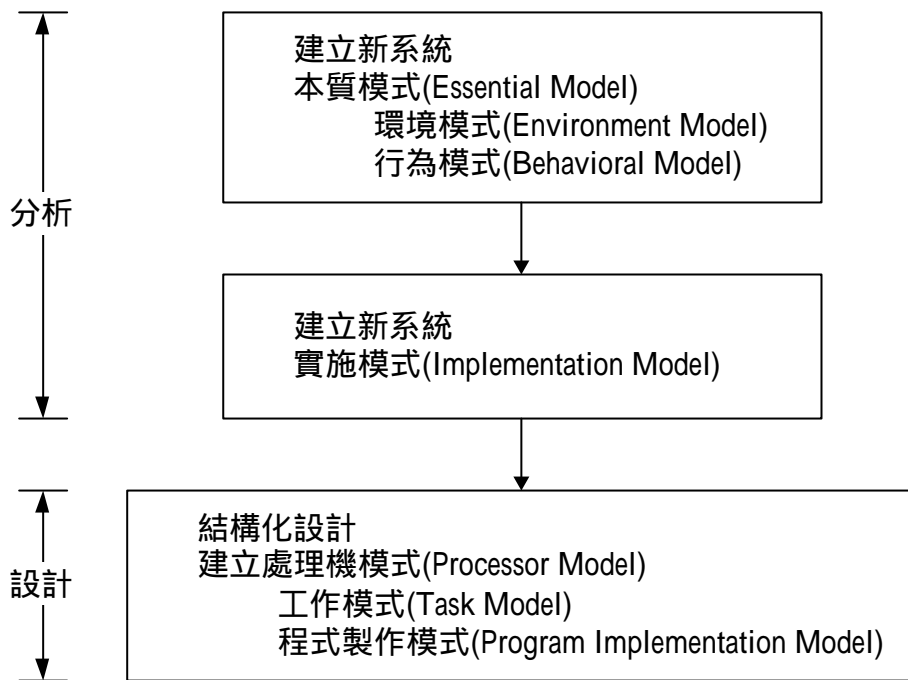 建立新系統
本質模式(Essential Model)
環境模式(Environment Model)
行為模式(Behavioral Model)
分析
建立新系統
實施模式(Implementation Model)
結構化設計
建立處理機模式(Processor Model)
設計
工作模式(Task Model)
程式製作模式(Program Implementation Model)